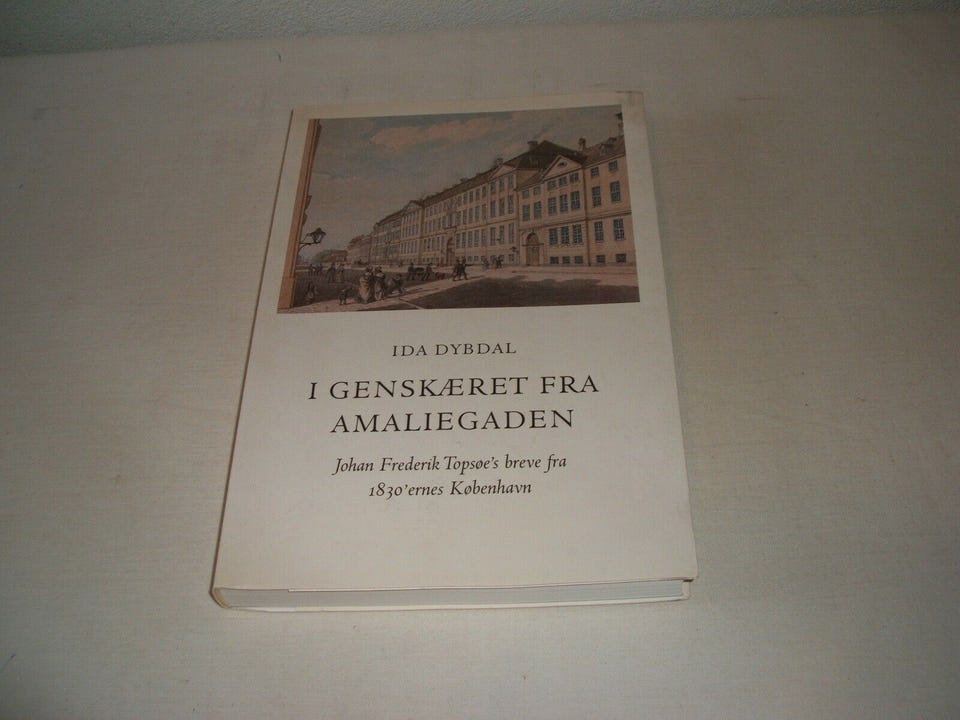 IDA DYBDAL
I GENSKÆRET FRA
AMALIEGADEN
Johan Frederik Topsøe's breve fra
1830'ernes København